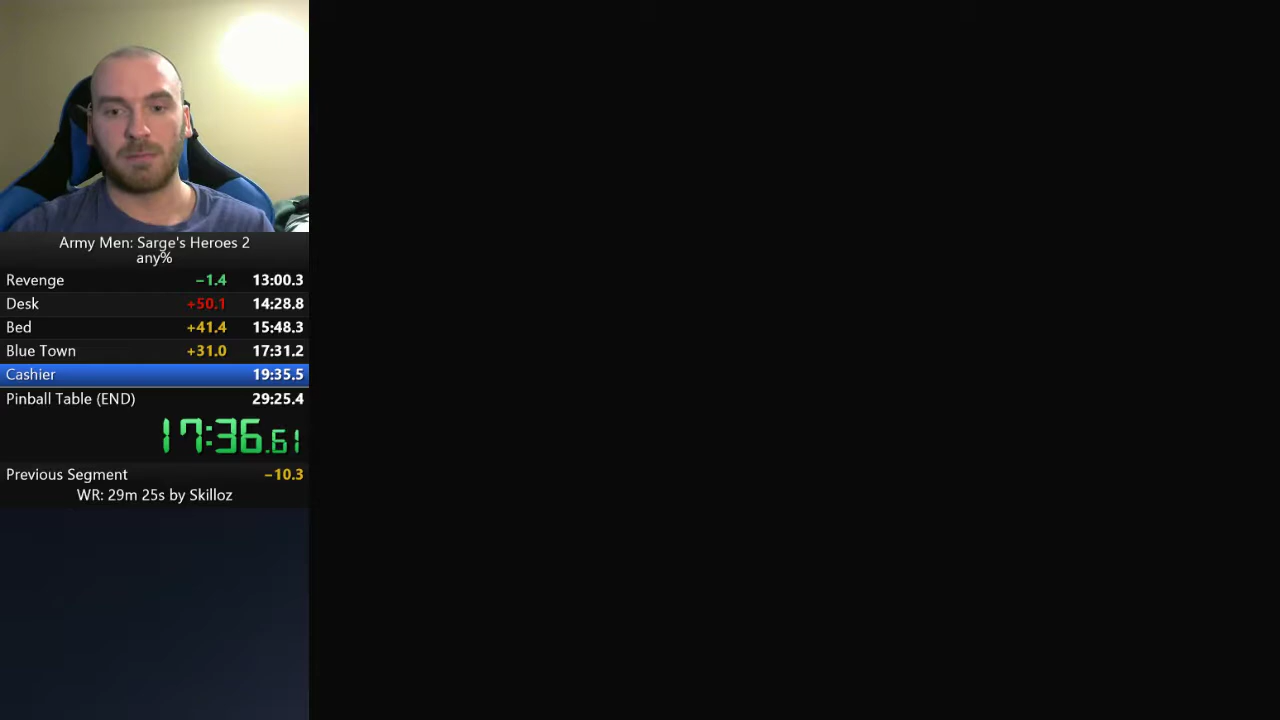 Army Men: Sarge's Heroes 2
any%
Revenge −1.4 13:00.3
Desk +50.1 14:28.8
Bed +41.4 15:48.3
Blue Town +31.0 17:31.2
Cashier 19:35.5
Pinball Table (END) 29:25.4
17:36.61
Previous Segment −10.3
WR: 29m 25s by Skilloz